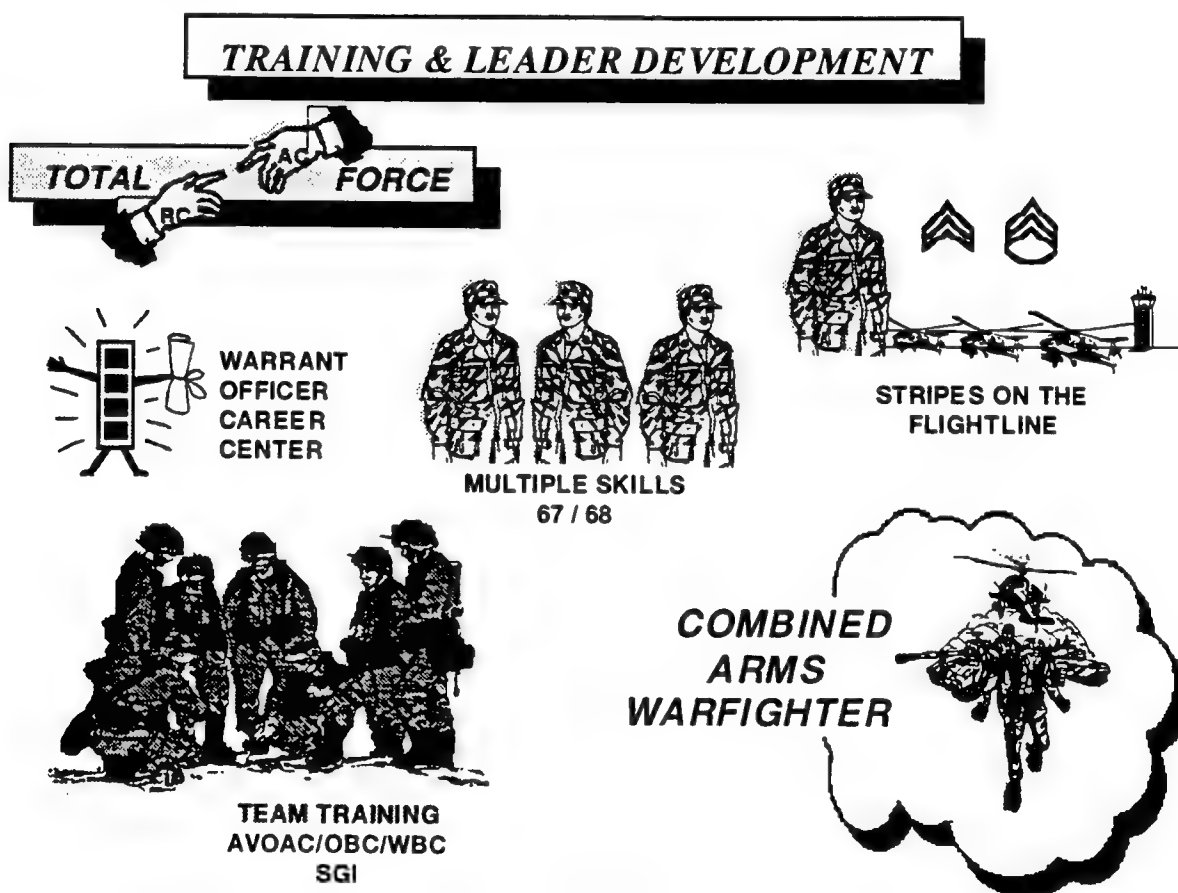 TRAINING & LEADER DEVELOPMENT
TOTAL FORCE
AC
RC
WARRANT
OFFICER
CAREER
CENTER
MULTIPLE SKILLS
67 / 68
STRIPES ON THE
FLIGHTLINE
TEAM TRAINING
AVOAC/OBC/WBC
SGI
COMBINED
ARMS
WARFIGHTER